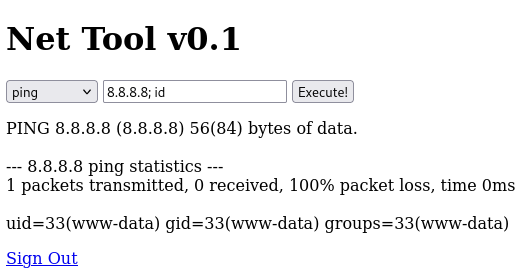 Net Tool v0.1
ping 8.8.8.8; id Execute!
PING 8.8.8.8 (8.8.8.8) 56(84) bytes of data.
--- 8.8.8.8 ping statistics ---
1 packets transmitted, 0 received, 100% packet loss, time 0ms
uid=33(www-data) gid=33(www-data) groups=33(www-data)
Sign Out